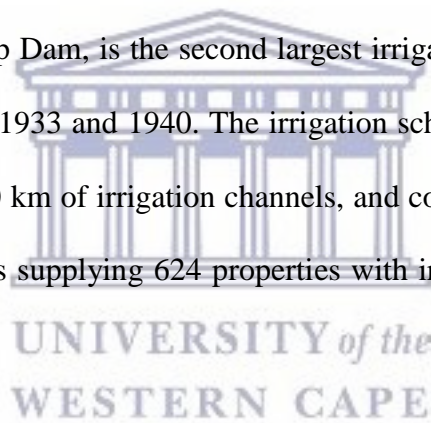 p Dam, is the second largest irriga
1933 and 1940. The irrigation sch
km of irrigation channels, and co
s supplying 624 properties with in
UNIVERSITY of the
WESTERN CAPE